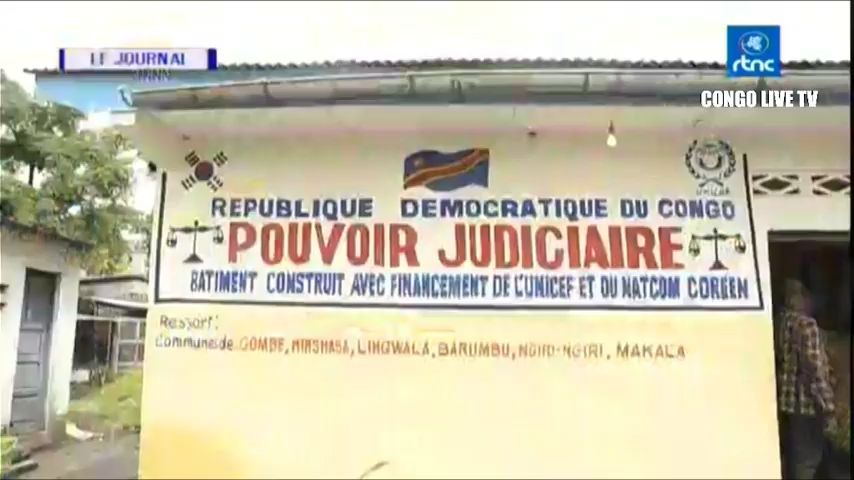 LE JOURNAL
rtnc
CONGO LIVE TV
REPUBLIQUE DEMOCRATIQUE DU CONGO
POUVOIR JUDICIAIRE
BATIMENT CONSTRUIT AVEC FINANCEMENT DE L'UNICEF ET DU NATCOM COREEN
Ressort:
Commune de GOMBE, KINSHASA, LINGWALA, BARUMBU, NGIRI-NGIRI, MAKALA